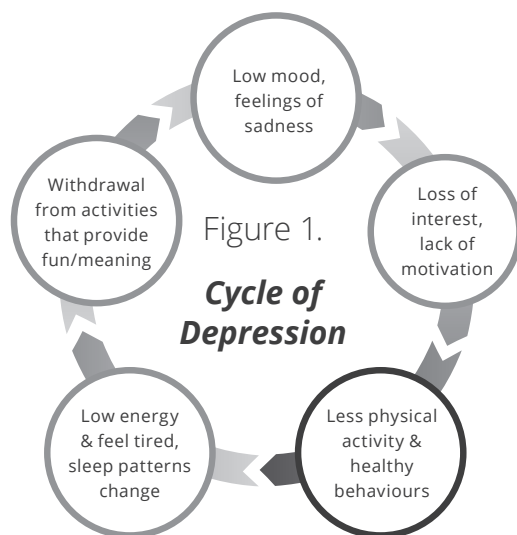 Low mood,
feelings of
sadness
Loss of
interest,
lack of
motivation
Less physical
activity &
healthy
behaviours
Low energy
& feel tired,
sleep patterns
change
Withdrawal
from activities
that provide
fun/meaning
Figure 1.
Cycle of
Depression